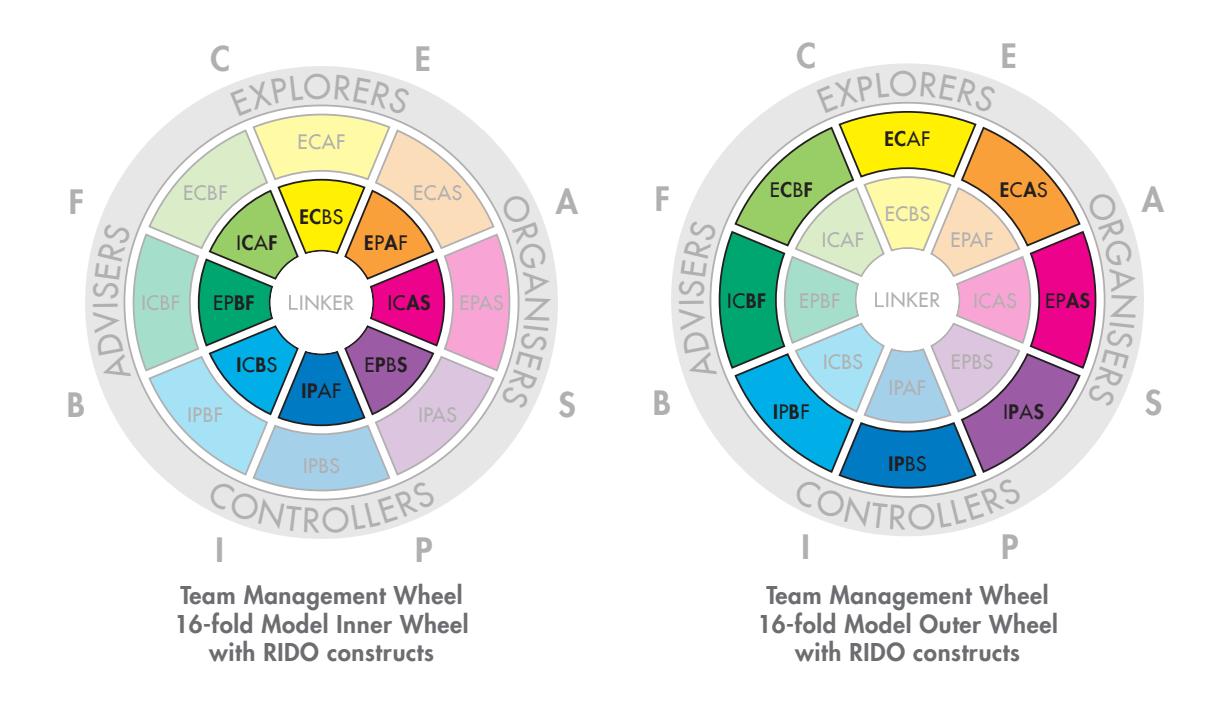 C E
EXPLORERS
ECAF
ECBF ECAS
F A
ECBS
ICAF EPAF
ADVISERS ORGANISERS
ICBF EPBF LINKER ICAS EPAS
ICBS EPBS
IPAF
B S
IPBF IPAS
IPBS
CONTROLLERS
I P
Team Management Wheel
16-fold Model Inner Wheel
with RIDO constructs
C E
EXPLORERS
ECAF
ECBF ECAS
F A
ECBS
ICAF EPAF
ADVISERS ORGANISERS
ICBF EPBF LINKER ICAS EPAS
ICBS EPBS
IPAF
B S
IPBF IPAS
IPBS
CONTROLLERS
I P
Team Management Wheel
16-fold Model Outer Wheel
with RIDO constructs